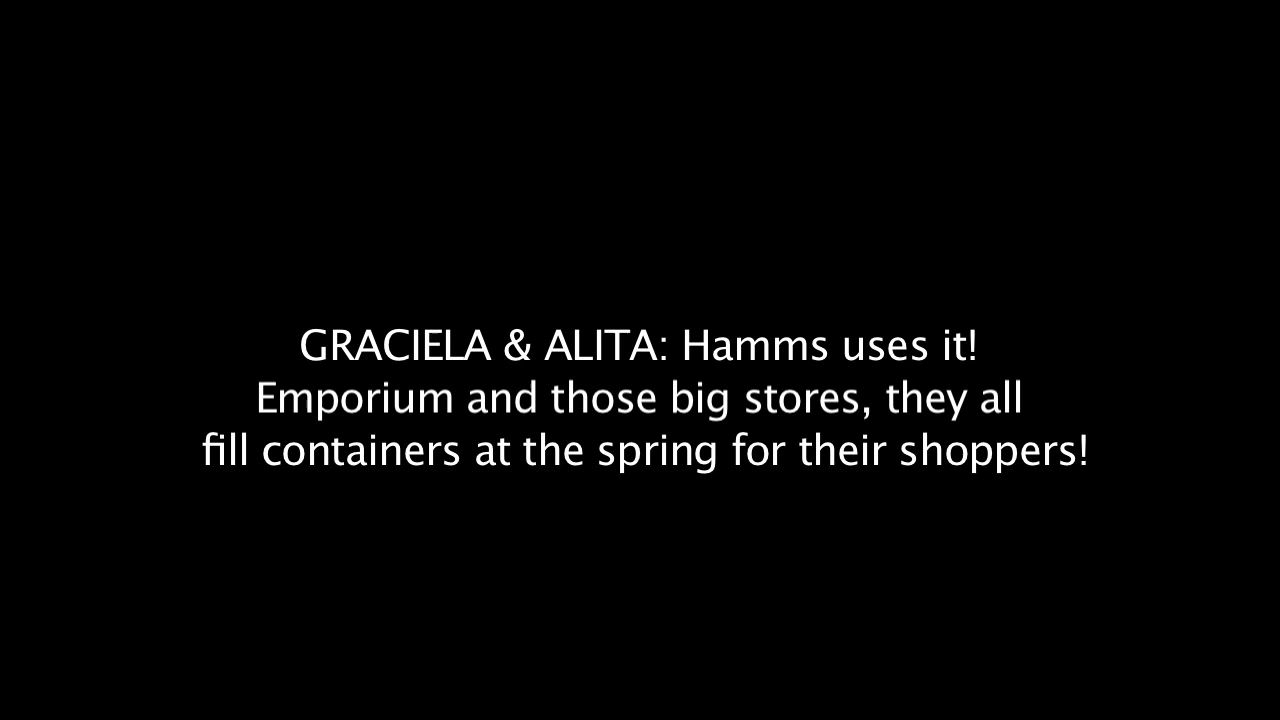 GRACIELA & ALITA: Hamms uses it!
Emporium and those big stores, they all
fill containers at the spring for their shoppers!